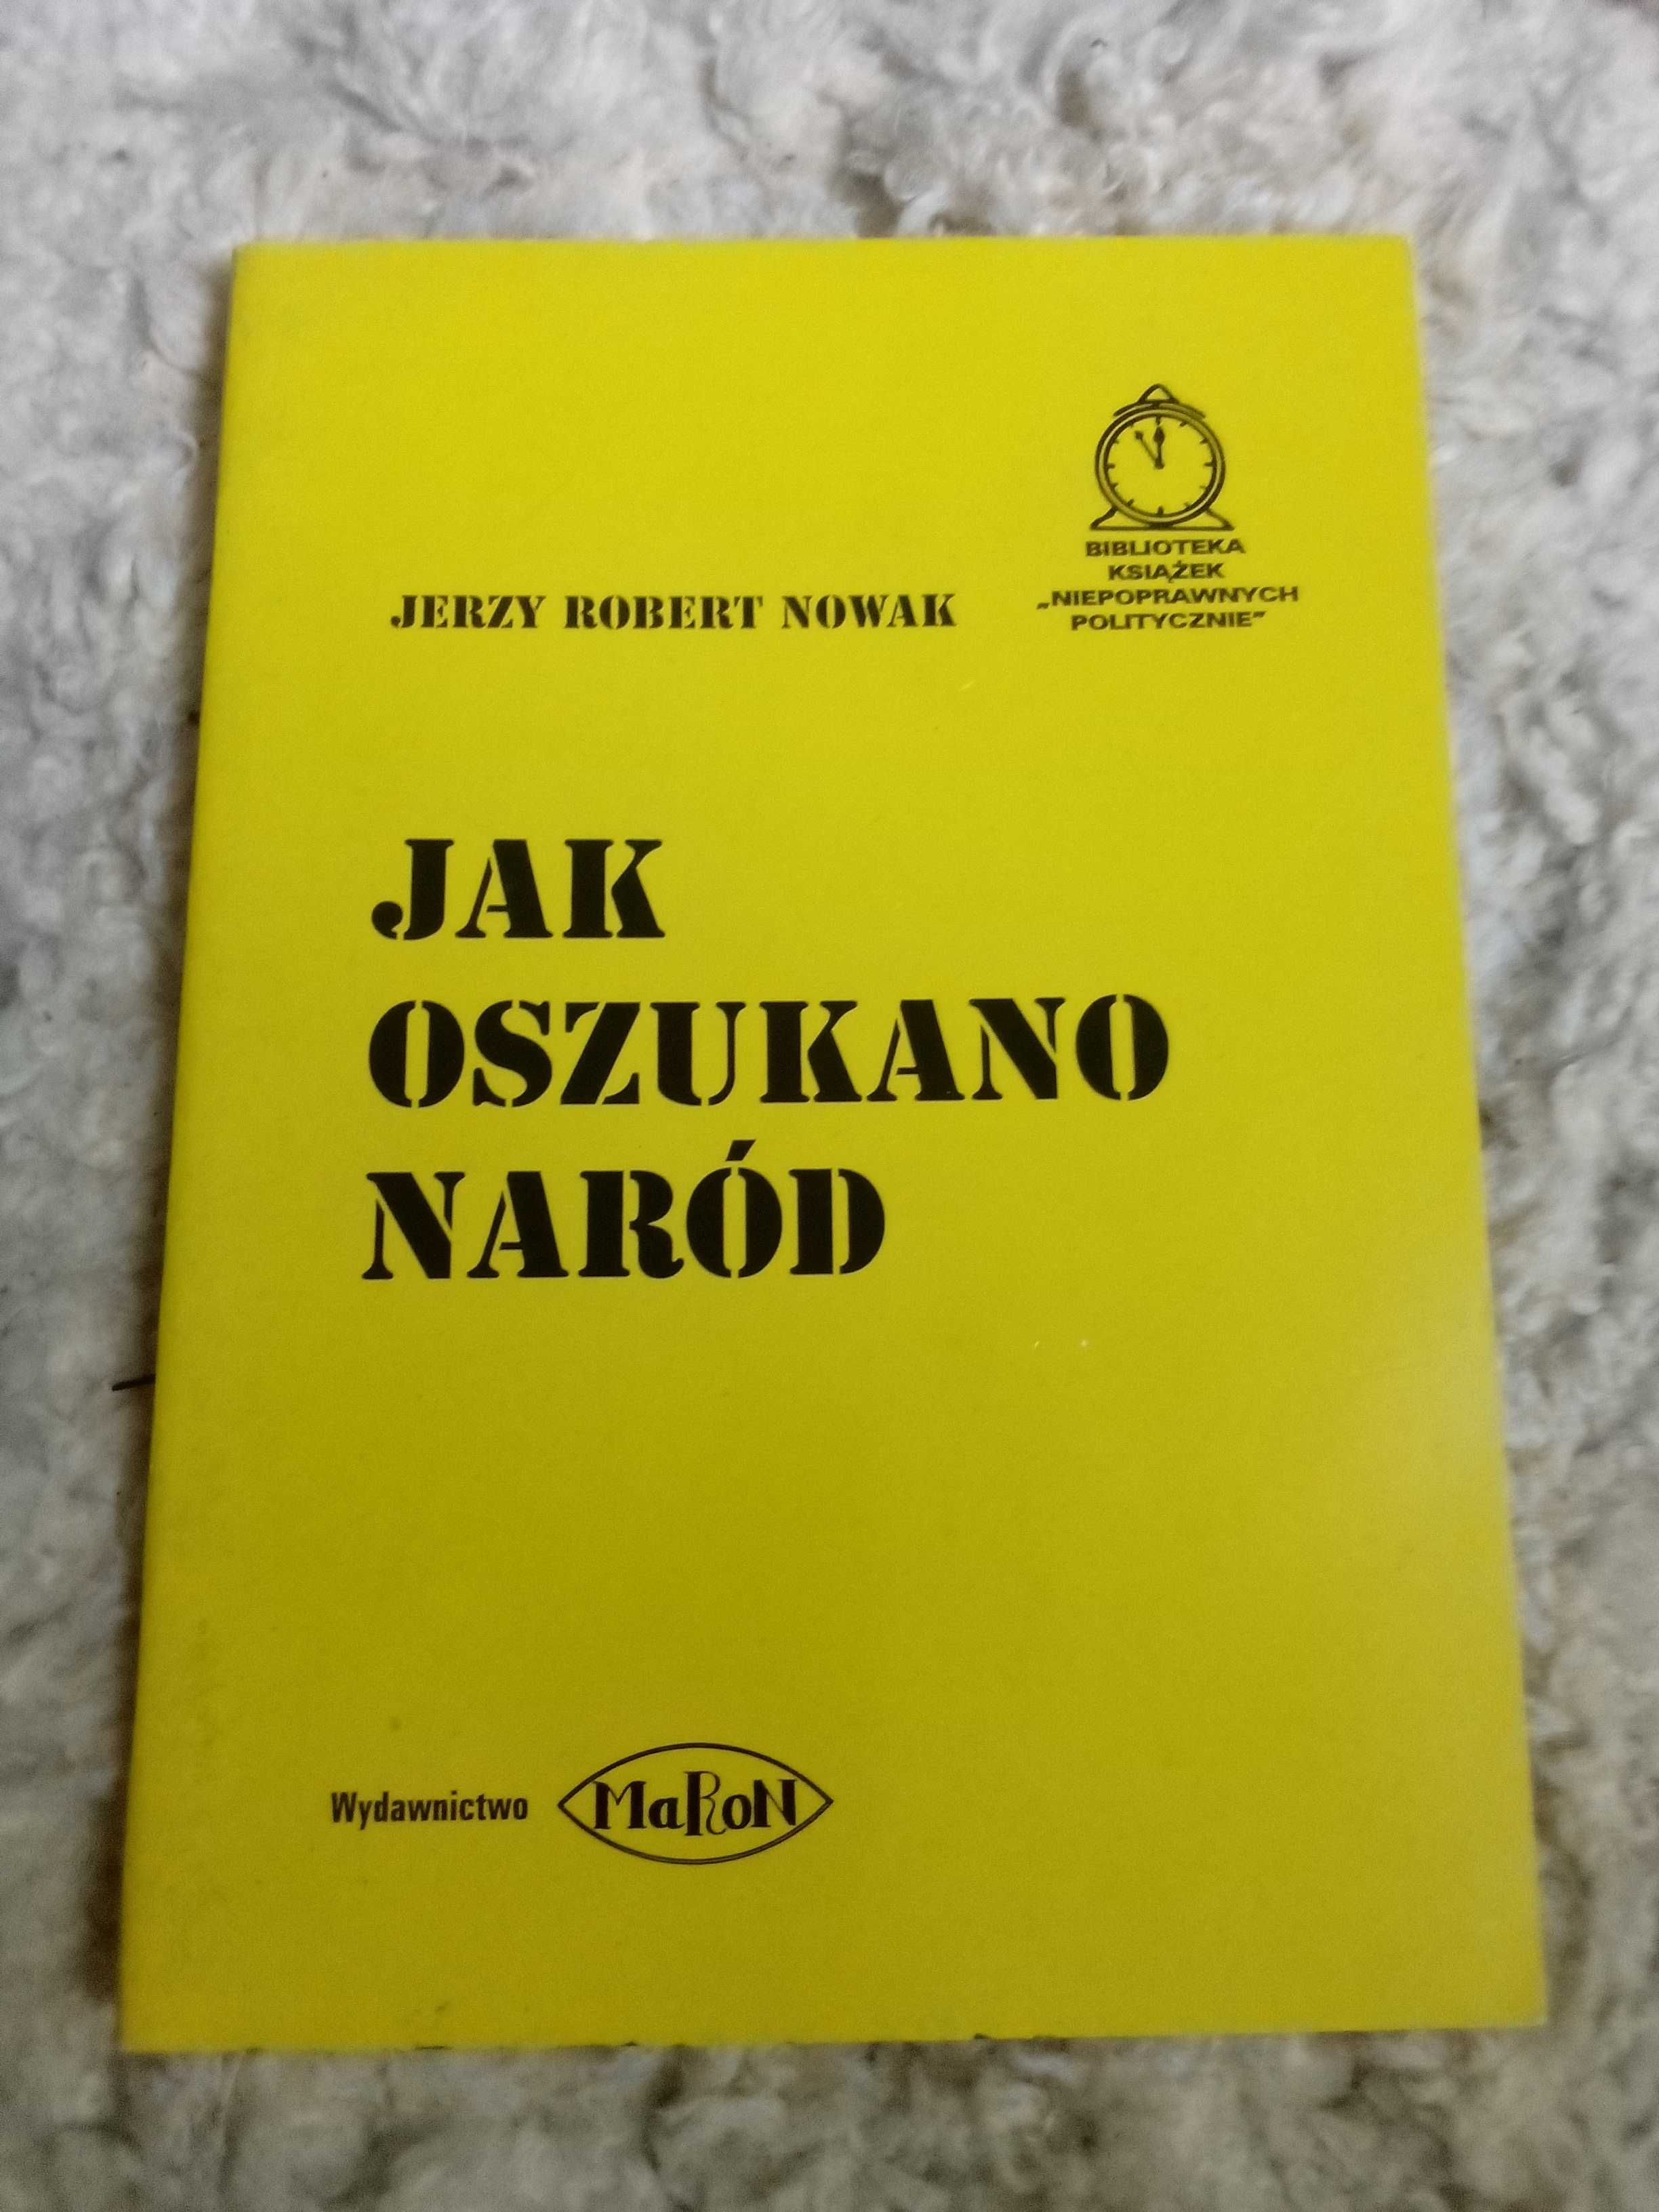 BIBLIOTEKA
KSIĄŻEK
„NIEPOPRAWNYCH
POLITYCZNIE”
JERZY ROBERT NOWAK
JAK
OSZUKANO
NARÓD
Wydawnictwo MaRoN